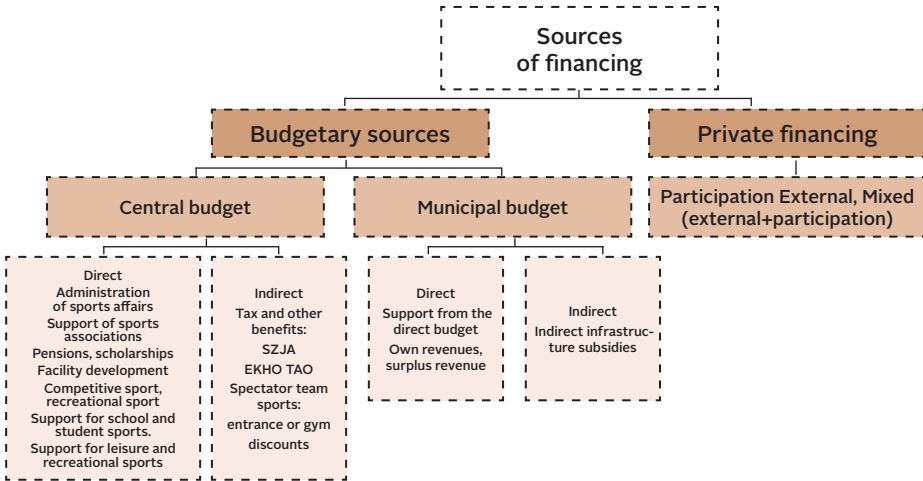 Sources
of financing
Budgetary sources
Private financing
Central budget
Municipal budget
Participation External, Mixed
(external+participation)
Direct
Administration
of sports affairs
Support of sports
associations
Pensions, scholarships
Facility development
Competitive sport,
recreational sport
Support for school and
student sports.
Support for leisure and
recreational sports
Indirect
Tax and other
benefits:
SZJA
EKHO TAO
Spectator team
sports:
entrance or gym
discounts
Direct
Support from the
direct budget
Own revenues,
surplus revenue
Indirect
Indirect infrastruc-
ture subsidies